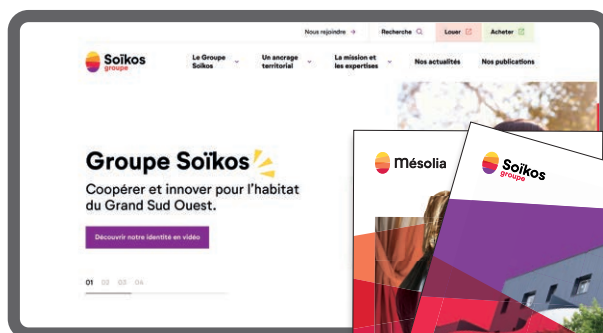 Nous rejoindre →
Recherche
Louer
Acheter
Soïkos
groupe
Le Groupe
Soïkos
Un ancrage
territorial
La mission et
les expertises
Nos actualités
Nos publications
Groupe Soïkos
Coopérer et innover pour l'habitat
du Grand Sud Ouest.
Découvrir notre identité en vidéo
01 02 03 04
Mésolia
Soïkos
groupe